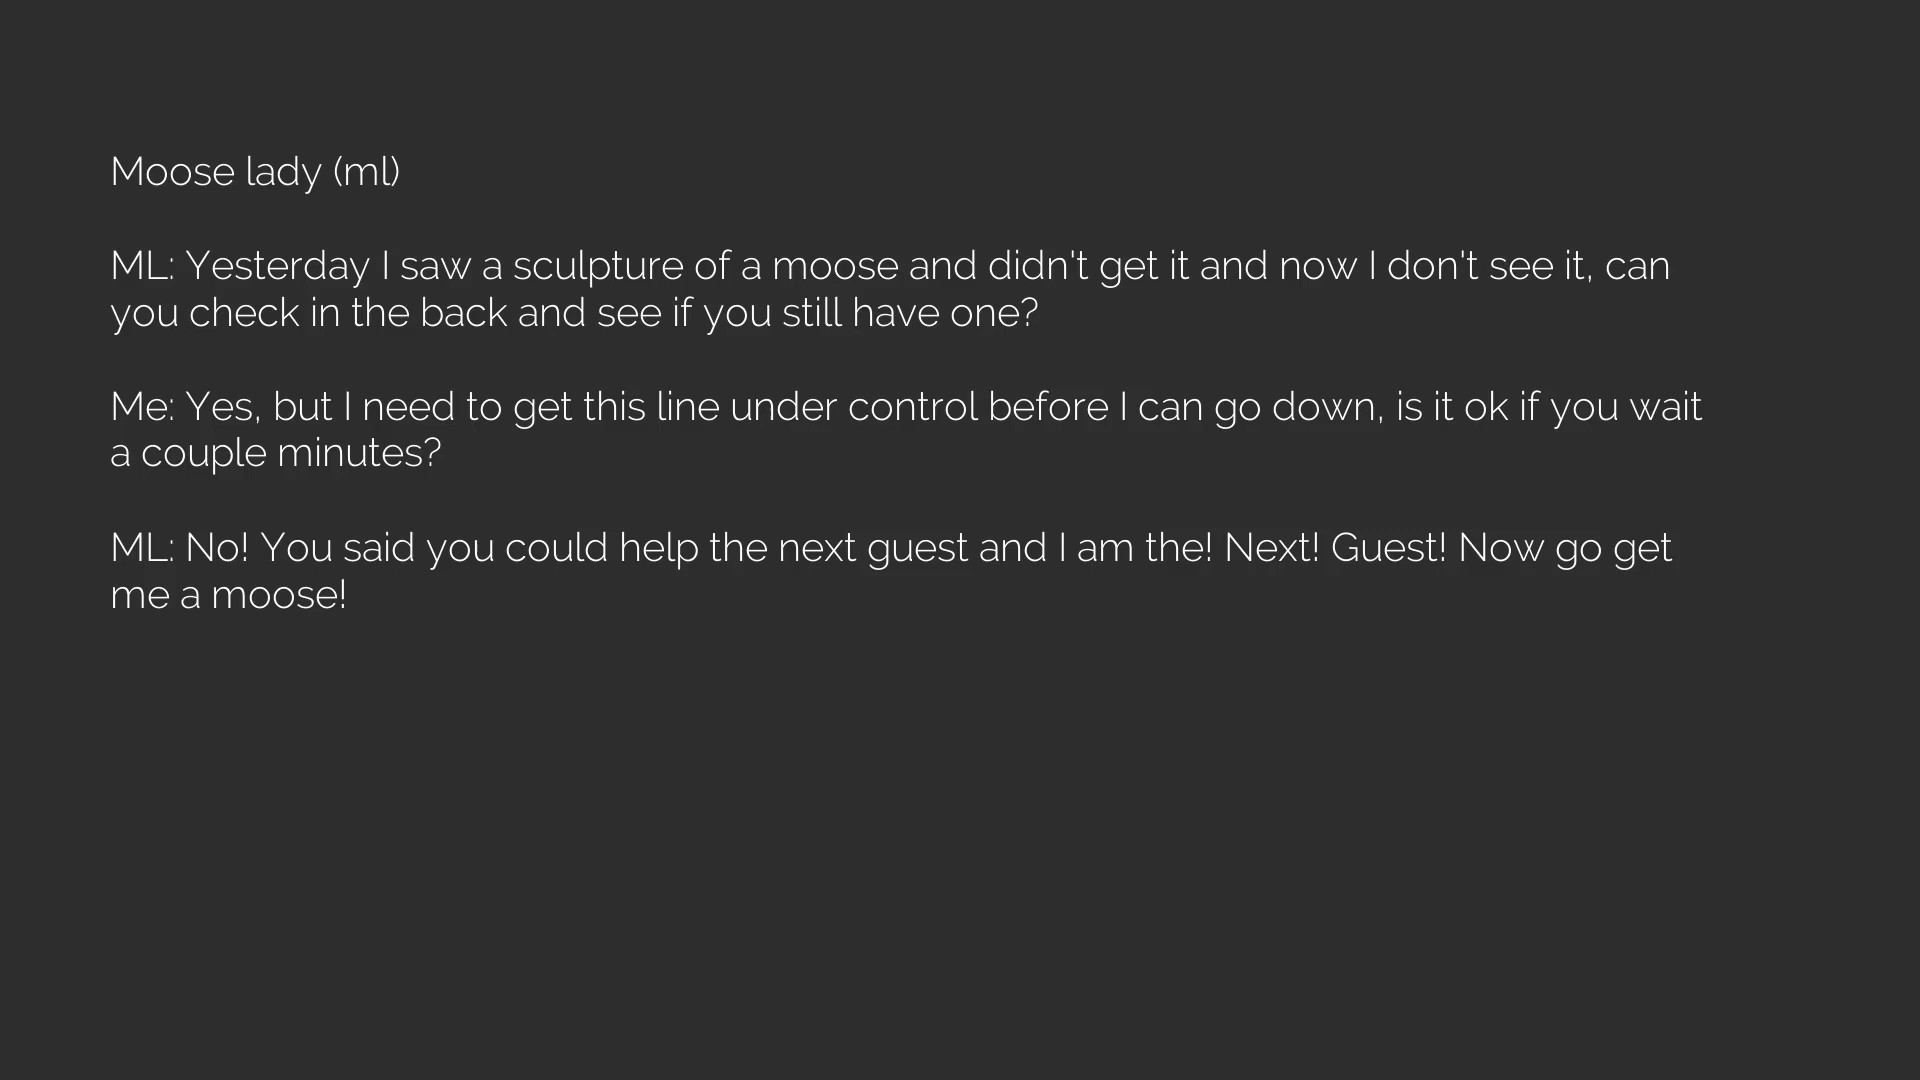 Moose lady (ml)
ML: Yesterday I saw a sculpture of a moose and didn't get it and now I don't see it, can
you check in the back and see if you still have one?
Me: Yes, but I need to get this line under control before I can go down, is it ok if you wait
a couple minutes?
ML: No! You said you could help the next guest and I am the! Next! Guest! Now go get
me a moose!